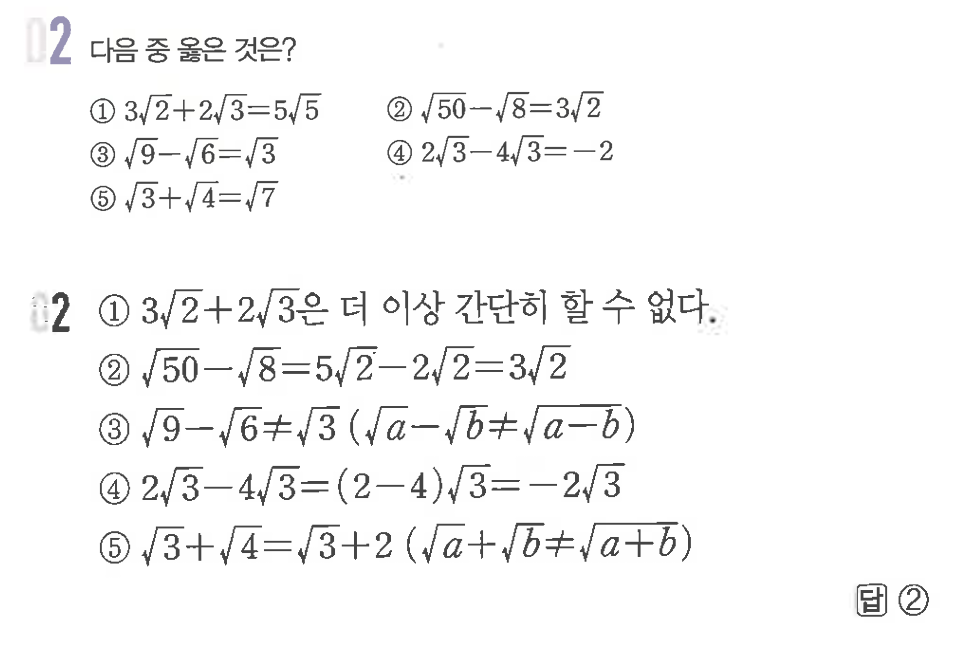 02 다음 중 옳은 것은?
① 3√2+2√3=5√5 ② √50-√8=3√2
③ √9-√6=√3 ④ 2√3-4√3=-2
⑤ √3+√4=√7
02 ① 3√2+2√3은 더 이상 간단히 할 수 없다.
② √50-√8=5√2-2√2=3√2
③ √9-√6≠√3 (√a-√b≠√(a-b))
④ 2√3-4√3=(2-4)√3=-2√3
⑤ √3+√4=√3+2 (√a+√b≠√(a+b))
답 ②